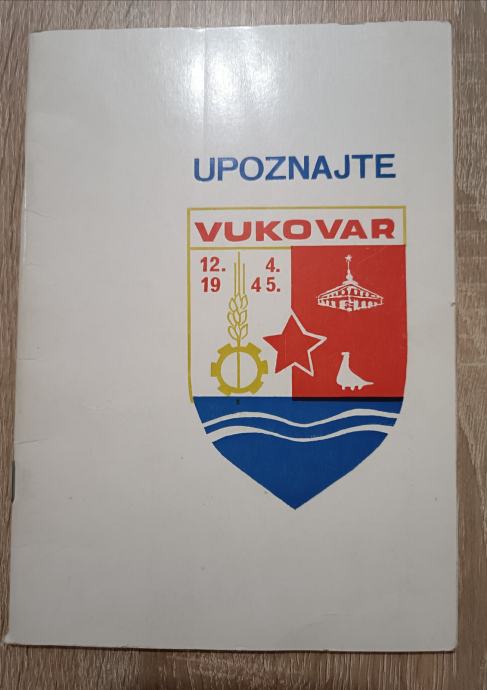 UPOZNAJTE
VUKOVAR
12. 4.
19 45.